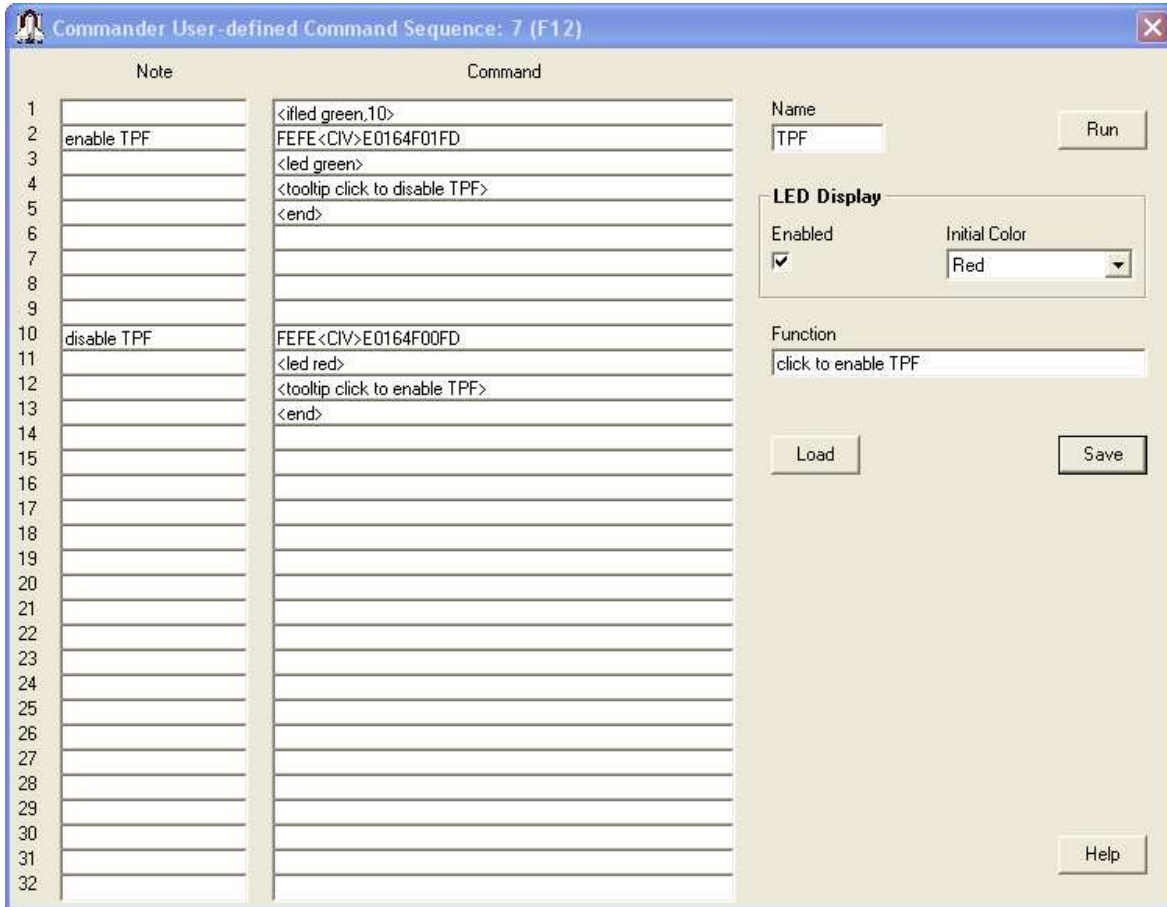 Commander User-defined Command Sequence: 7 (F12)
Note Command
1 <ifled green,10>
2 enable TPF FEFE<CIV>E0164F01FD
3 <led green>
4 <tooltip click to disable TPF>
5 <end>
6
7
8
9
10 disable TPF FEFE<CIV>E0164F00FD
11 <led red>
12 <tooltip click to enable TPF>
13 <end>
14
15
16
17
18
19
20
21
22
23
24
25
26
27
28
29
30
31
32
Name
TPF
Run
LED Display
Enabled Initial Color
Red
Function
click to enable TPF
Load Save
Help